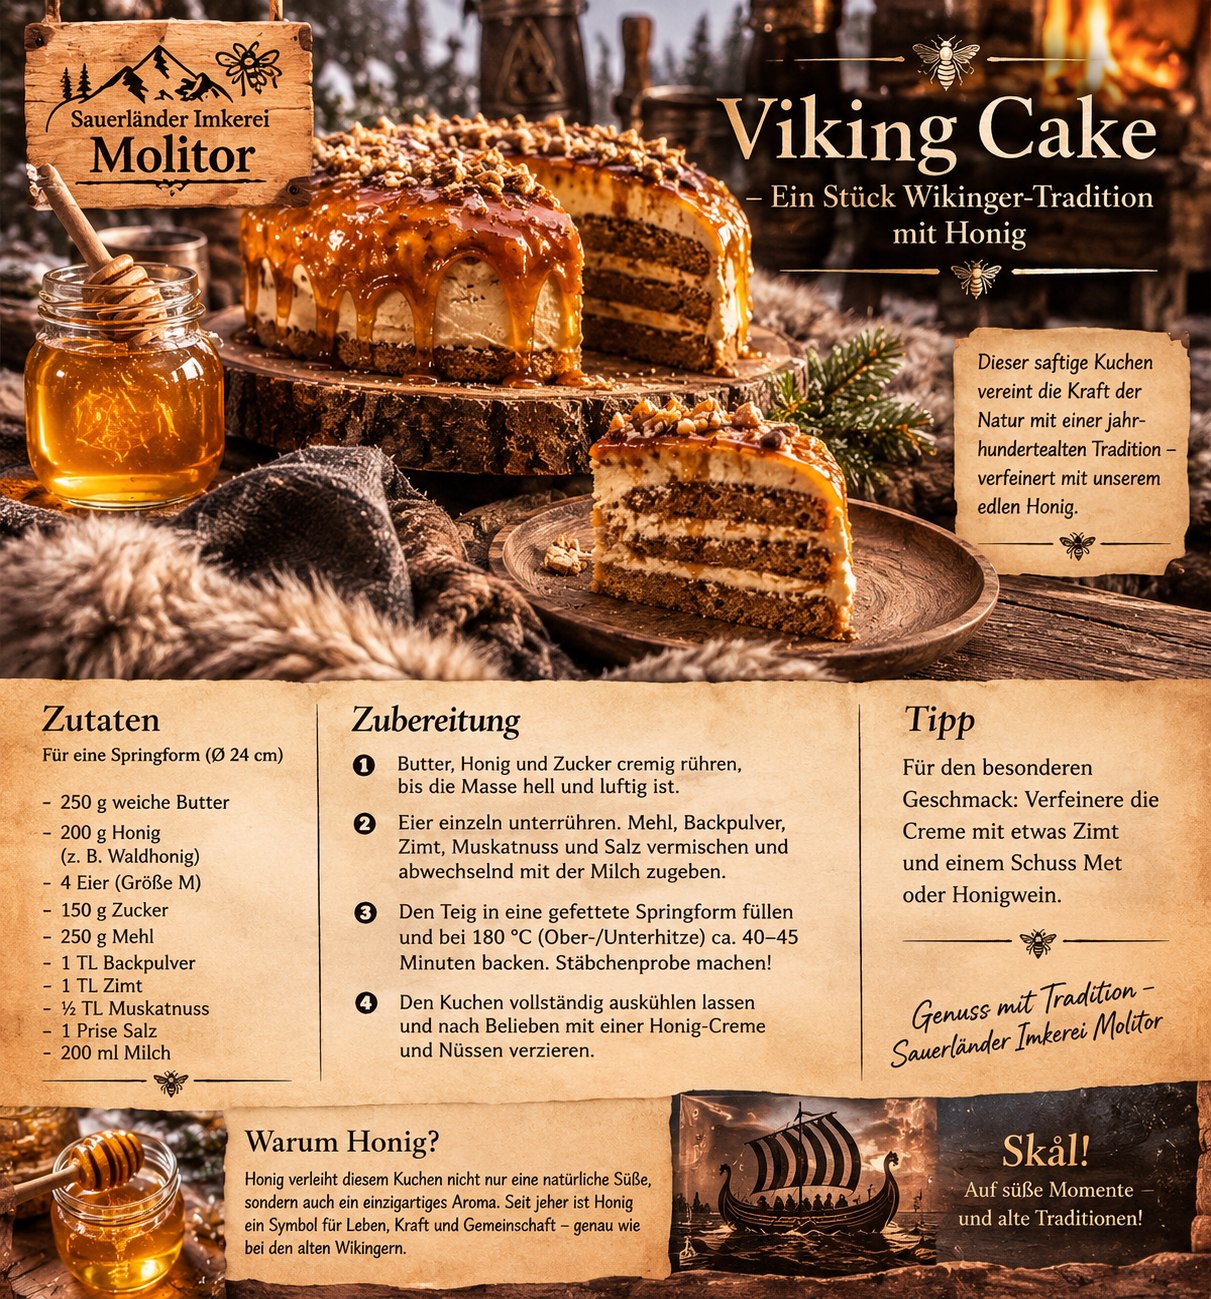 Sauerländer Imkerei
Molitor
Viking Cake
– Ein Stück Wikinger-Tradition
mit Honig
Dieser saftige Kuchen
vereint die Kraft der
Natur mit einer jahr-
hundertealten Tradition –
verfeinert mit unserem
edlen Honig.
Zutaten
Für eine Springform (Ø 24 cm)
– 250 g weiche Butter
– 200 g Honig
(z. B. Waldhonig)
– 4 Eier (Größe M)
– 150 g Zucker
– 250 g Mehl
– 1 TL Backpulver
– 1 TL Zimt
– ½ TL Muskatnuss
– 1 Prise Salz
– 200 ml Milch
Zubereitung
1 Butter, Honig und Zucker cremig rühren,
bis die Masse hell und luftig ist.
2 Eier einzeln unterrühren. Mehl, Backpulver,
Zimt, Muskatnuss und Salz vermischen und
abwechselnd mit der Milch zugeben.
3 Den Teig in eine gefettete Springform füllen
und bei 180 °C (Ober-/Unterhitze) ca. 40–45
Minuten backen. Stäbchenprobe machen!
4 Den Kuchen vollständig auskühlen lassen
und nach Belieben mit einer Honig-Creme
und Nüssen verzieren.
Tipp
Für den besonderen
Geschmack: Verfeinere die
Creme mit etwas Zimt
und einem Schuss Met
oder Honigwein.
Genuss mit Tradition –
Sauerländer Imkerei Molitor
Warum Honig?
Honig verleiht diesem Kuchen nicht nur eine natürliche Süße,
sondern auch ein einzigartiges Aroma. Seit jeher ist Honig
ein Symbol für Leben, Kraft und Gemeinschaft – genau wie
bei den alten Wikingern.
Skål!
Auf süße Momente –
und alte Traditionen!